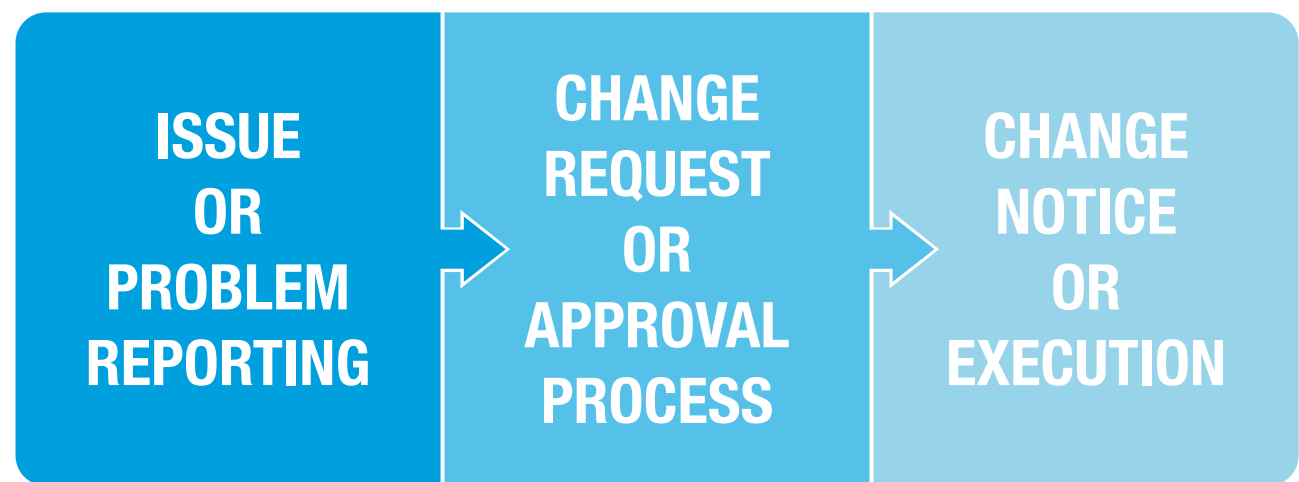 ISSUE
OR
PROBLEM
REPORTING
CHANGE
REQUEST
OR
APPROVAL
PROCESS
CHANGE
NOTICE
OR
EXECUTION